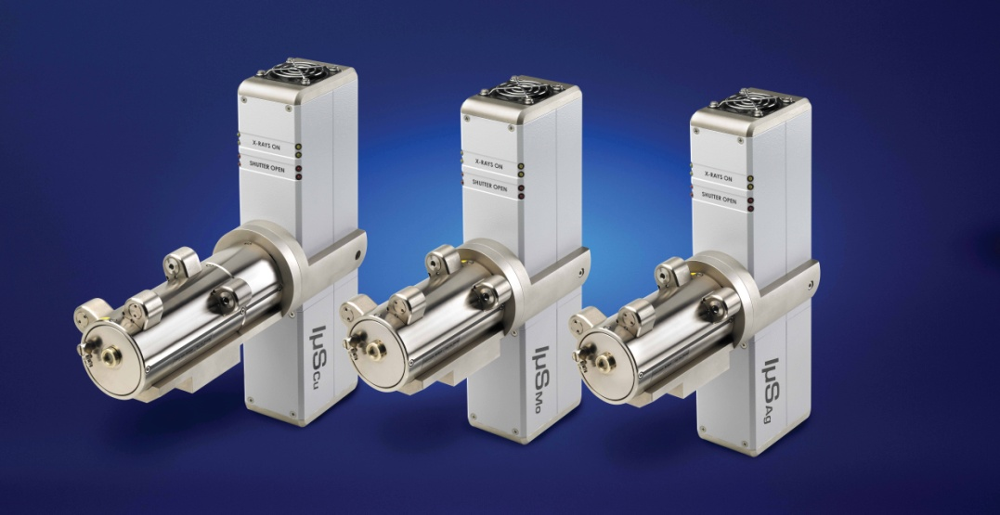 X-RAYS ON
SHUTTER OPEN
IμS Cu
X-RAYS ON
SHUTTER OPEN
IμS Mo
X-RAYS ON
SHUTTER OPEN
IμS Ag